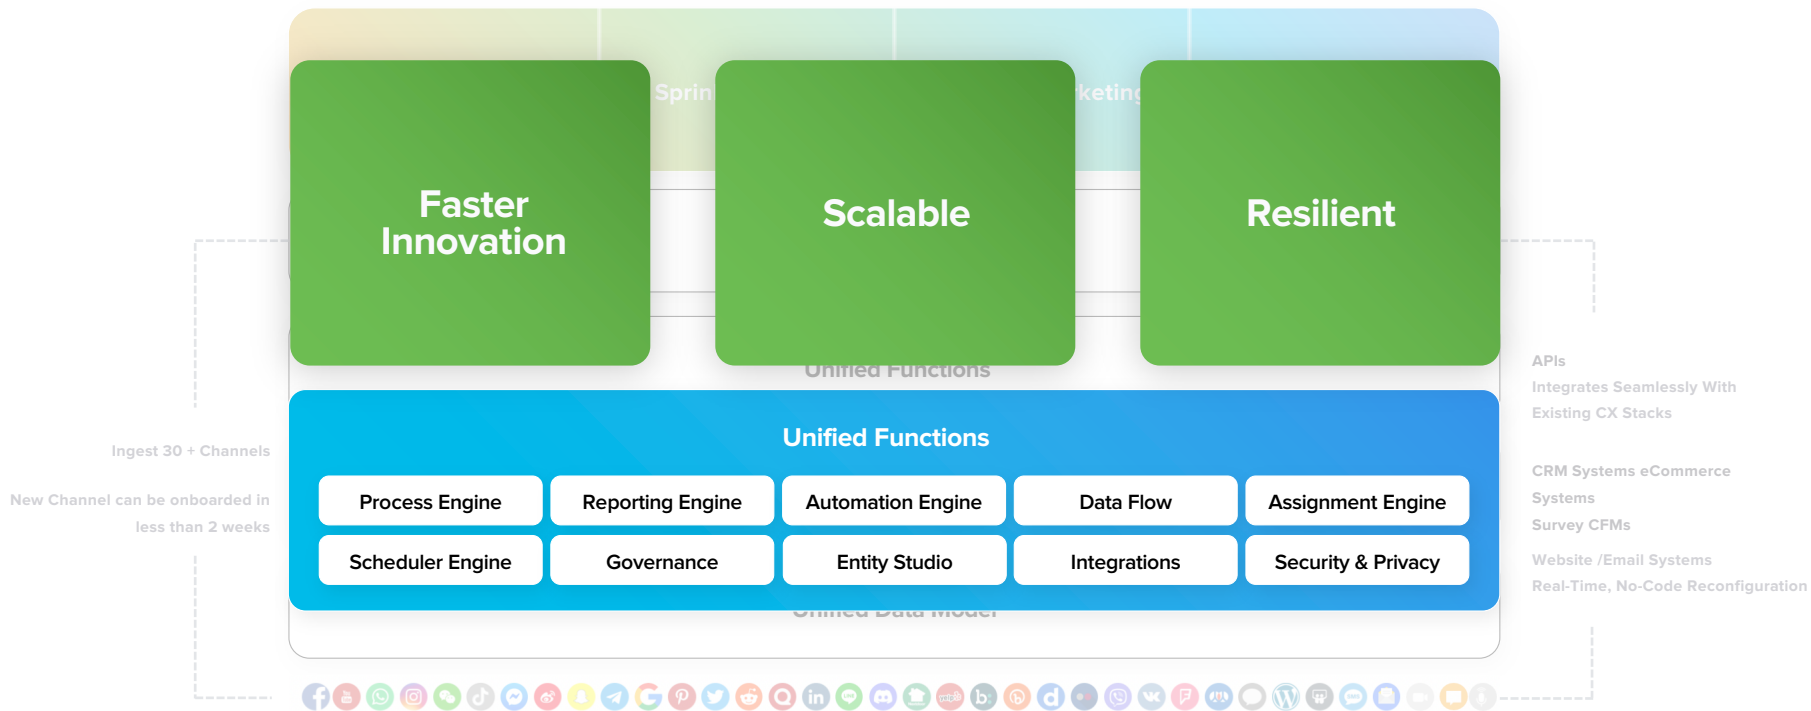 Sprin
keting
Faster
Innovation
Scalable
Resilient
Unified Functions
Unified Functions
Process Engine
Reporting Engine
Automation Engine
Data Flow
Assignment Engine
Scheduler Engine
Governance
Entity Studio
Integrations
Security & Privacy
Unified Data Model
Ingest 30 + Channels
New Channel can be onboarded in
less than 2 weeks
APIs
Integrates Seamlessly With
Existing CX Stacks
CRM Systems eCommerce
Systems
Survey CFMs
Website /Email Systems
Real-Time, No-Code Reconfiguration